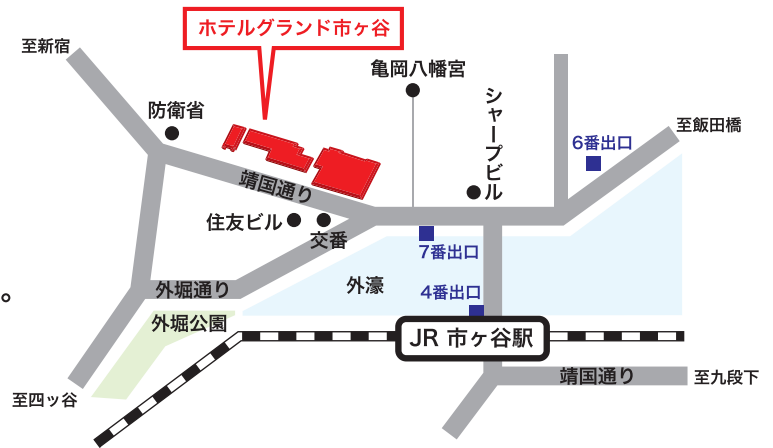 ホテルグランド市ヶ谷
至新宿
亀岡八幡宮
防衛省
シャープビル
至飯田橋
6番出口
靖国通り
住友ビル
交番
7番出口
外堀通り
外濠
4番出口
。
外堀公園
JR 市ヶ谷駅
靖国通り
至九段下
至四ッ谷